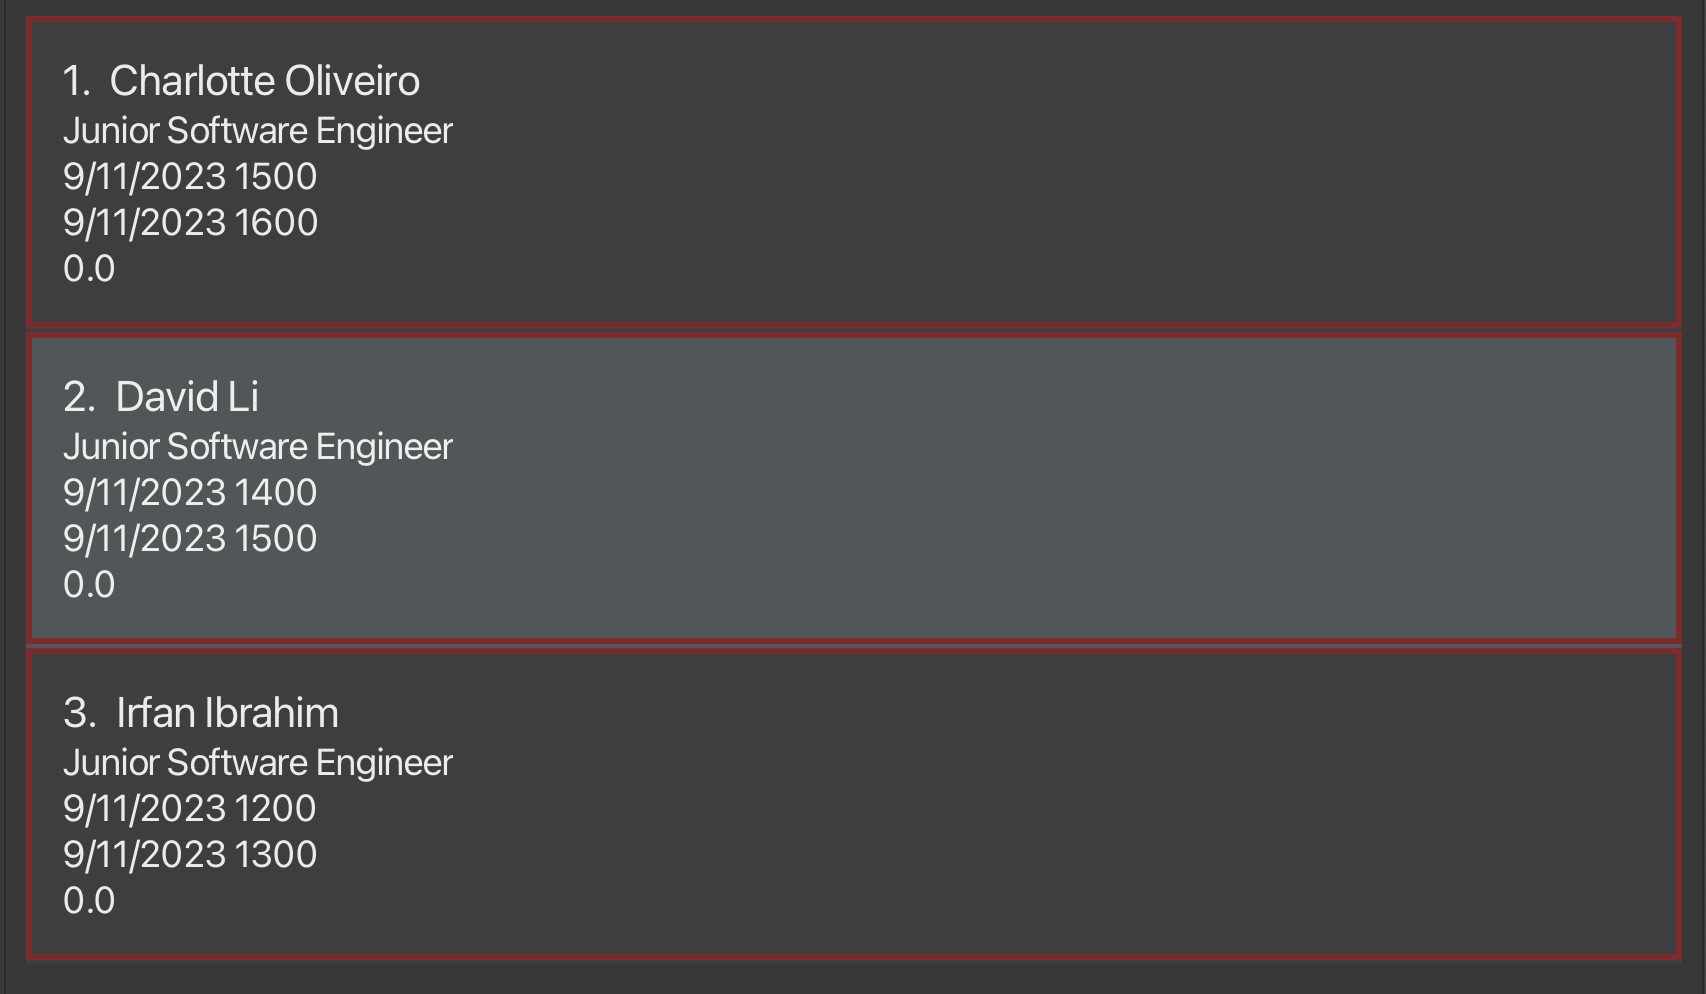 1. Charlotte Oliveiro
Junior Software Engineer
9/11/2023 1500
9/11/2023 1600
0.0
2. David Li
Junior Software Engineer
9/11/2023 1400
9/11/2023 1500
0.0
3. Irfan Ibrahim
Junior Software Engineer
9/11/2023 1200
9/11/2023 1300
0.0